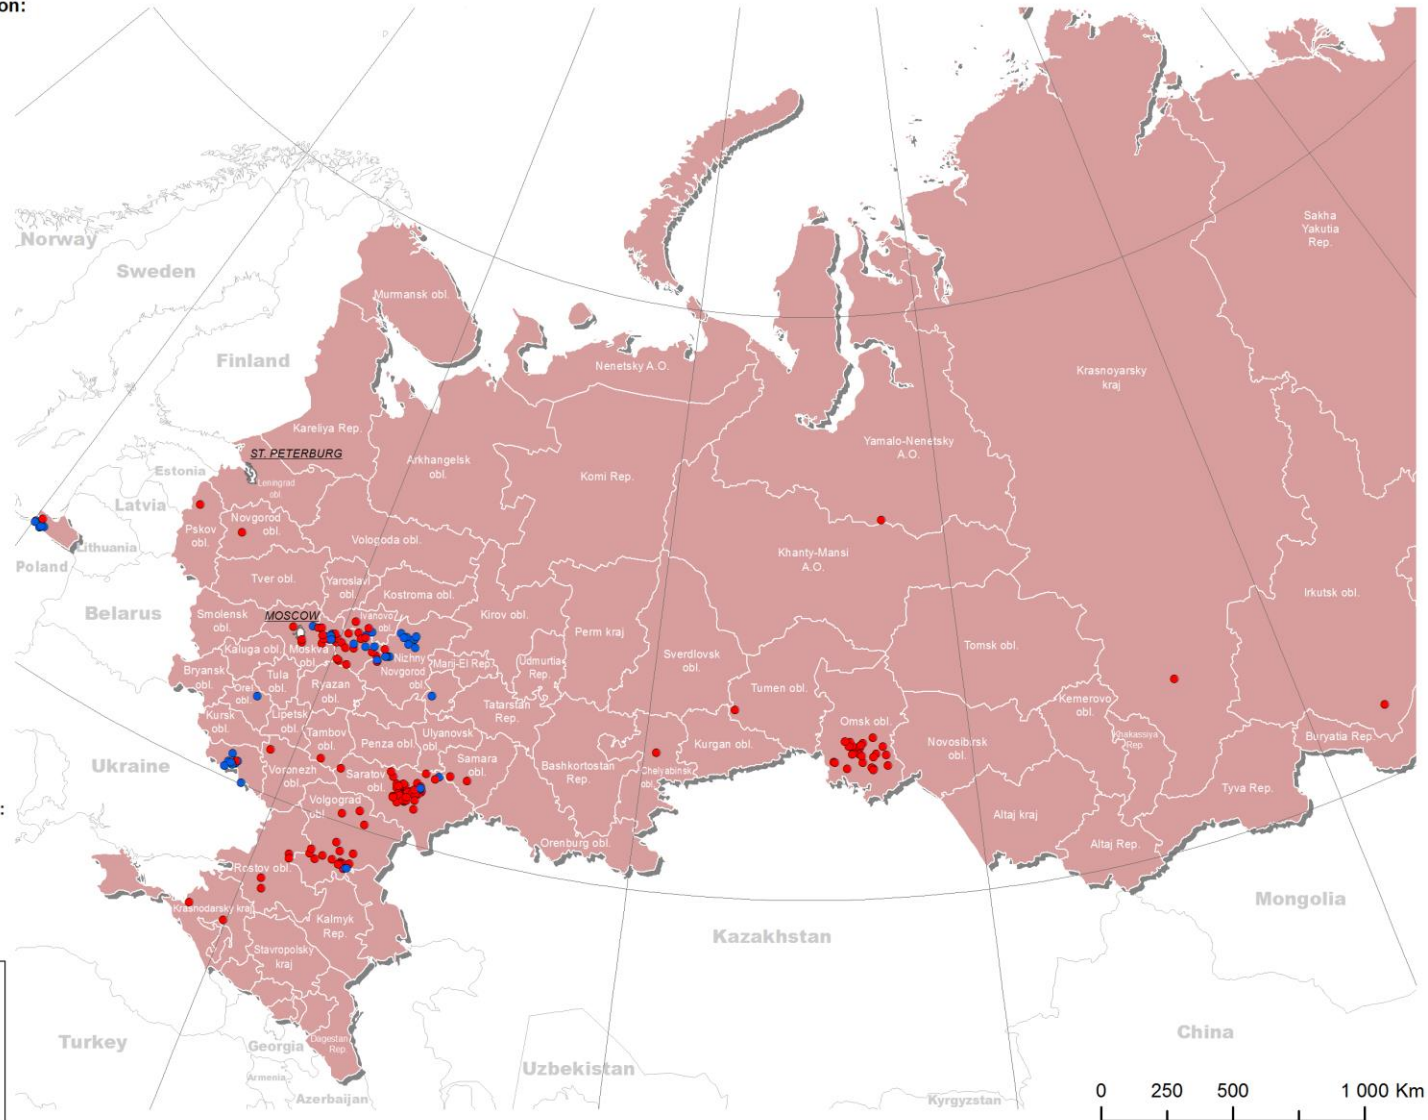 on:
Norway
Sweden
Finland
Murmansk obl.
Nenetsky A.O.
Sakha
Yakutia
Rep.
Krasnoyarsky
kraj
Kareliya Rep.
ST. PETERBURG
Leningrad
obl.
Arkhangelsk
obl.
Komi Rep.
Yamalo-Nenetsky
A.O.
Estonia
Latvia
Lithuania
Poland
Belarus
Pskov
obl.
Novgorod
obl.
Vologoda obl.
Khanty-Mansi
A.O.
Tver obl.
Yaroslavl
obl.
Kostroma obl.
Irkutsk obl.
Smolensk
obl.
MOSCOW
Ivanovo
obl.
Kirov obl.
Perm kraj
Sverdlovsk
obl.
Tomsk obl.
Kaluga obl.
Moskva
obl.
Nizhny
Novgorod
obl.
Marij-El Rep.
Udmurtia
Rep.
Bryansk
obl.
Tula
obl.
Orel
obl.
Ryazan
obl.
Tatarstan
Rep.
Tumen obl.
Kemerovo
obl.
Kursk
obl.
Lipetsk
obl.
Tambov
obl.
Penza obl.
Ulyanovsk
obl.
Samara
obl.
Bashkortostan
Rep.
Chelyabinsk
obl.
Kurgan obl.
Omsk obl.
Novosibirsk
obl.
Khakassiya
Rep.
Buryatia Rep.
Ukraine
Voronezh
obl.
Saratov
obl.
Volgograd
obl.
Orenburg obl.
Altaj kraj
Altaj Rep.
Tyva Rep.
:
Rostov obl.
Krasnodarsky kraj
Kalmyk
Rep.
Stavropolsky
kraj
Dagestan
Rep.
Kazakhstan
Mongolia
China
Turkey
Georgia
Armenia
Azerbaijan
Uzbekistan
Kyrgyzstan
0 250 500 1 000 Km